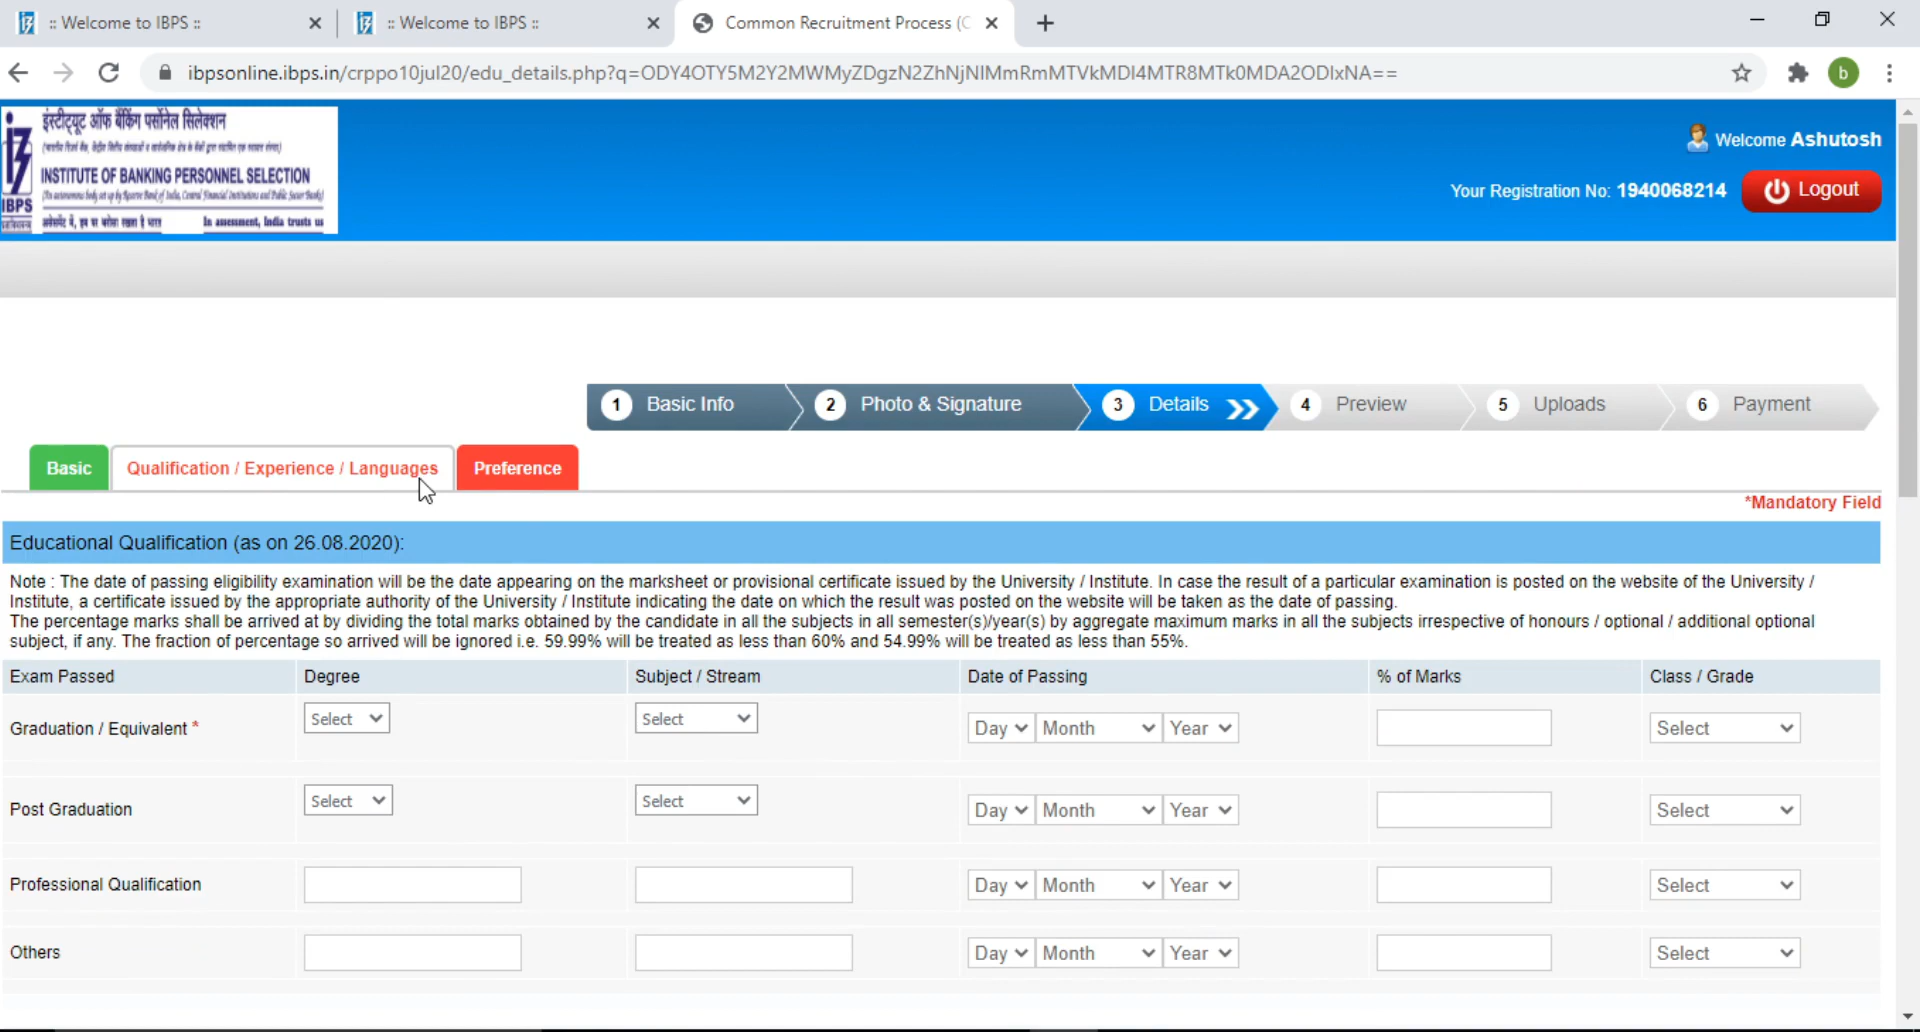 :: Welcome to IBPS ::
:: Welcome to IBPS ::
Common Recruitment Process (C
ibpsonline.ibps.in/crppo10jul20/edu_details.php?q=ODY4OTY5M2Y2MWMyZDgzN2ZhNjNlMmRmMTVkMDI4MTR8MTk0MDA2ODIxNA==
b
इंस्टीट्यूट ऑफ बैंकिंग पर्सोनेल सिलेक्शन
INSTITUTE OF BANKING PERSONNEL SELECTION
IBPS
In assessment, India trusts us
Welcome Ashutosh
Your Registration No: 1940068214
Logout
1 Basic Info
2 Photo & Signature
3 Details
4 Preview
5 Uploads
6 Payment
Basic
Qualification / Experience / Languages
Preference
*Mandatory Field
Educational Qualification (as on 26.08.2020):
Note : The date of passing eligibility examination will be the date appearing on the marksheet or provisional certificate issued by the University / Institute. In case the result of a particular examination is posted on the website of the University /
Institute, a certificate issued by the appropriate authority of the University / Institute indicating the date on which the result was posted on the website will be taken as the date of passing.
The percentage marks shall be arrived at by dividing the total marks obtained by the candidate in all the subjects in all semester(s)/year(s) by aggregate maximum marks in all the subjects irrespective of honours / optional / additional optional
subject, if any. The fraction of percentage so arrived will be ignored i.e. 59.99% will be treated as less than 60% and 54.99% will be treated as less than 55%.
Exam Passed Degree Subject / Stream Date of Passing % of Marks Class / Grade
Graduation / Equivalent * Select Select Day Month Year Select
Post Graduation Select Select Day Month Year Select
Professional Qualification Day Month Year Select
Others Day Month Year Select